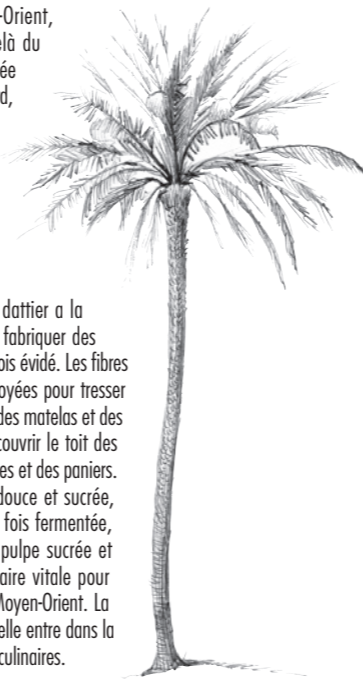 -Orient,
elà du
ée
d,
dattier a la
fabriquer des
ois évidé. Les fibres
oyées pour tresser
des matelas et des
couvrir le toit des
es et des paniers.
douce et sucrée,
fois fermentée,
pulpe sucrée et
aire vitale pour
Moyen-Orient. La
elle entre dans la
culinaires.